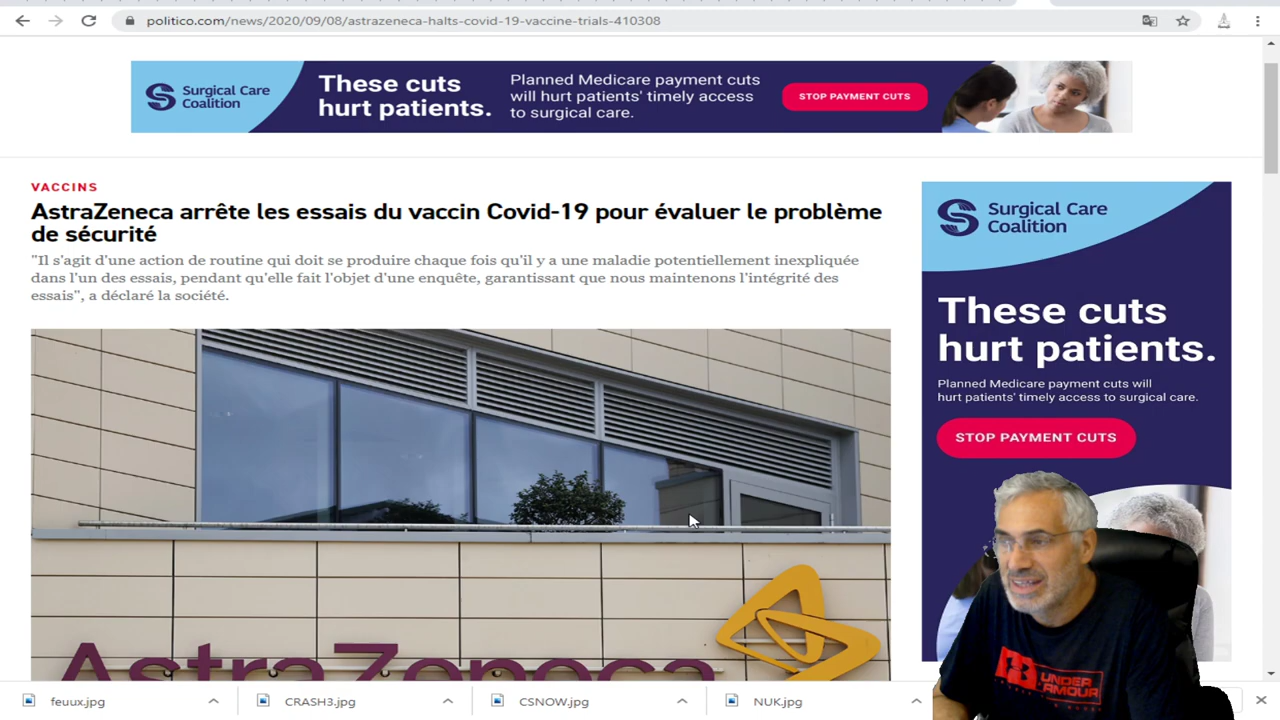 politico.com/news/2020/09/08/astrazeneca-halts-covid-19-vaccine-trials-410308
Surgical Care
Coalition
These cuts
hurt patients.
Planned Medicare payment cuts
will hurt patients' timely access
to surgical care.
STOP PAYMENT CUTS
VACCINS
AstraZeneca arrête les essais du vaccin Covid-19 pour évaluer le problème
de sécurité
"Il s'agit d'une action de routine qui doit se produire chaque fois qu'il y a une maladie potentiellement inexpliquée
dans l'un des essais, pendant qu'elle fait l'objet d'une enquête, garantissant que nous maintenons l'intégrité des
essais", a déclaré la société.
AstraZeneca
Surgical Care
Coalition
These cuts
hurt patients.
Planned Medicare payment cuts will
hurt patients' timely access to surgical care.
STOP PAYMENT CUTS
UNDER
ARMOUR
feuux.jpg
CRASH3.jpg
CSNOW.jpg
NUK.jpg